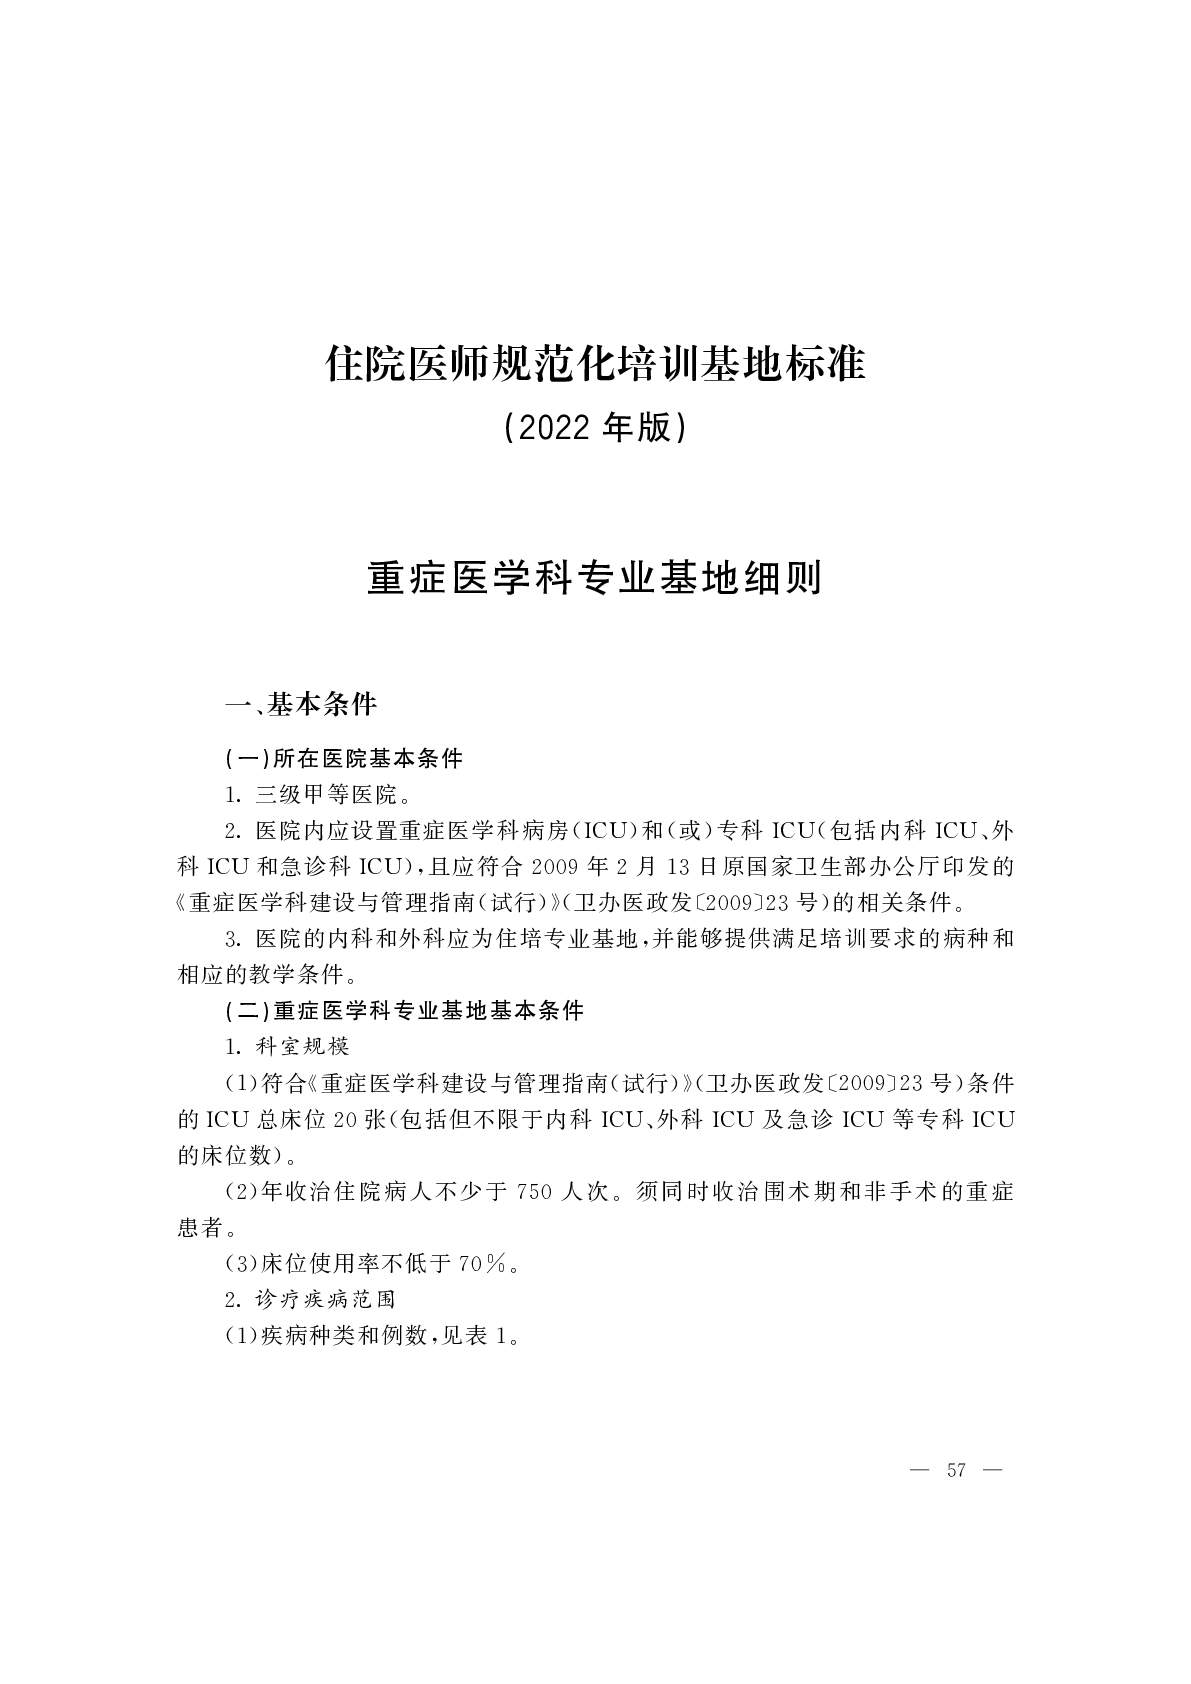 住院医师规范化培训基地标准
(2022 年版)
重症医学科专业基地细则
一、基本条件
(一)所在医院基本条件
1. 三级甲等医院。
2. 医院内应设置重症医学科病房(ICU)和(或)专科 ICU(包括内科 ICU、外
科 ICU 和急诊科 ICU),且应符合 2009 年 2 月 13 日原国家卫生部办公厅印发的
《重症医学科建设与管理指南(试行)》(卫办医政发〔2009〕23 号)的相关条件。
3. 医院的内科和外科应为住培专业基地,并能够提供满足培训要求的病种和
相应的教学条件。
(二)重症医学科专业基地基本条件
1. 科室规模
(1)符合《重症医学科建设与管理指南(试行)》(卫办医政发〔2009〕23 号)条件
的 ICU 总床位 20 张(包括但不限于内科 ICU、外科 ICU 及急诊 ICU 等专科 ICU
的床位数)。
(2)年收治住院病人不少于 750 人次。须同时收治围术期和非手术的重症
患者。
(3)床位使用率不低于 70%。
2. 诊疗疾病范围
(1)疾病种类和例数,见表 1。
— 57 —